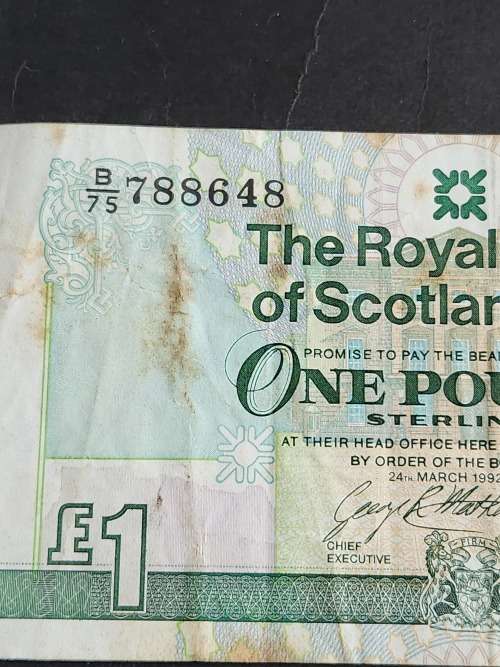 B/75 788648
The Royal
of Scotlan
PROMISE TO PAY THE BEA
ONE POU
STERLIN
AT THEIR HEAD OFFICE HERE
BY ORDER OF THE B
24TH MARCH 1992
CHIEF
EXECUTIVE
£1
FIRM